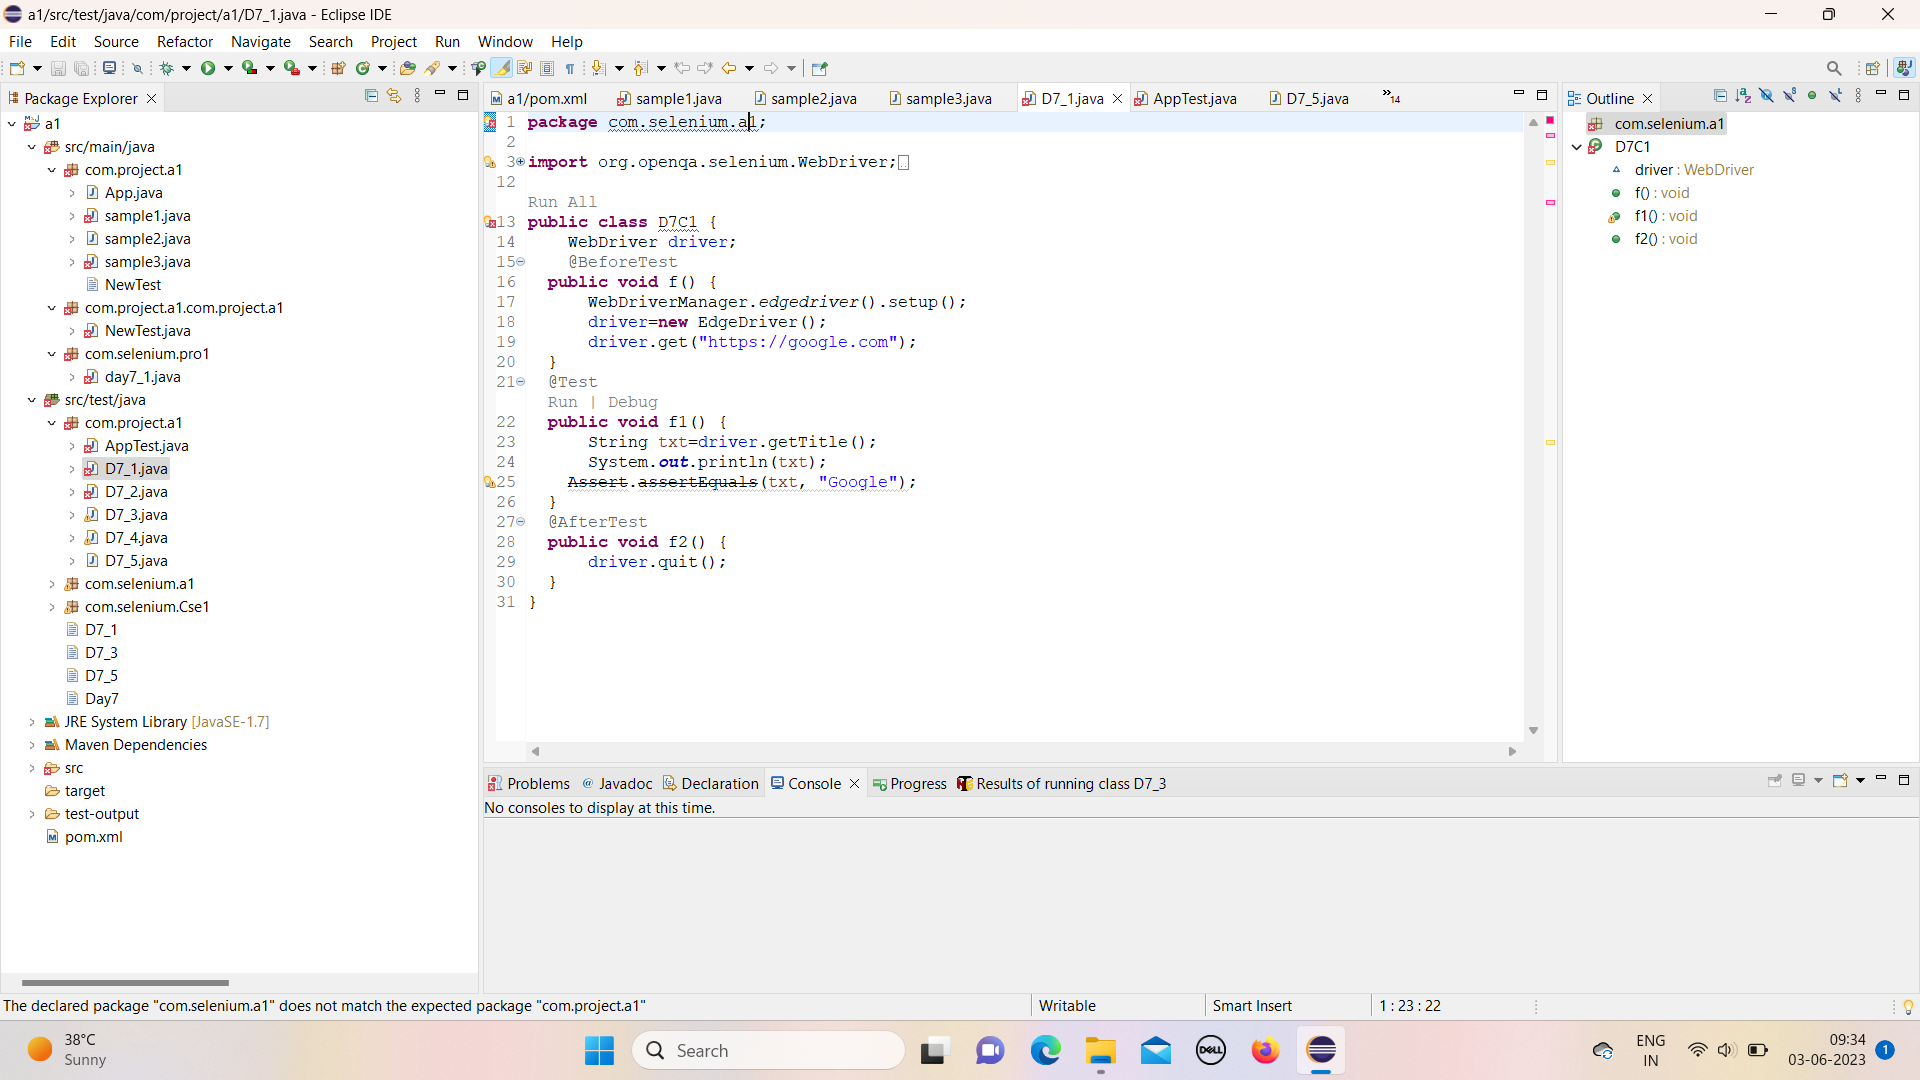 a1/src/test/java/com/project/a1/D7_1.java - Eclipse IDE
File Edit Source Refactor Navigate Search Project Run Window Help
Package Explorer
a1
src/main/java
com.project.a1
App.java
sample1.java
sample2.java
sample3.java
NewTest
com.project.a1.com.project.a1
NewTest.java
com.selenium.pro1
day7_1.java
src/test/java
com.project.a1
AppTest.java
D7_1.java
D7_2.java
D7_3.java
D7_4.java
D7_5.java
com.selenium.a1
com.selenium.Cse1
D7_1
D7_3
D7_5
Day7
JRE System Library [JavaSE-1.7]
Maven Dependencies
src
target
test-output
pom.xml
a1/pom.xml sample1.java sample2.java sample3.java D7_1.java AppTest.java D7_5.java »14
1 package com.selenium.a1;
2
3 import org.openqa.selenium.WebDriver;
12
Run All
13 public class D7C1 {
14 WebDriver driver;
15 @BeforeTest
16 public void f() {
17 WebDriverManager.edgedriver().setup();
18 driver=new EdgeDriver();
19 driver.get("https://google.com");
20 }
21 @Test
Run | Debug
22 public void f1() {
23 String txt=driver.getTitle();
24 System.out.println(txt);
25 Assert.assertEquals(txt, "Google");
26 }
27 @AfterTest
28 public void f2() {
29 driver.quit();
30 }
31 }
Outline
com.selenium.a1
D7C1
driver : WebDriver
f() : void
f1() : void
f2() : void
Problems Javadoc Declaration Console Progress Results of running class D7_3
No consoles to display at this time.
The declared package "com.selenium.a1" does not match the expected package "com.project.a1" Writable Smart Insert 1 : 23 : 22
38°C
Sunny
Search
DELL
ENG
IN
09:34
03-06-2023
1